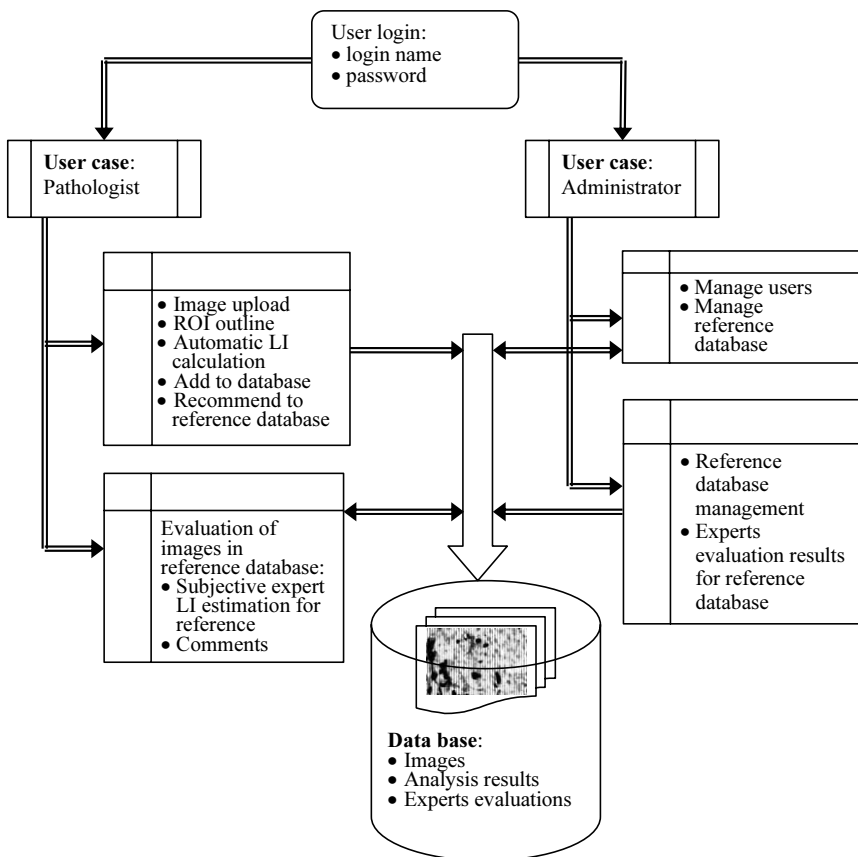 User login:
• login name
• password
User case:
Pathologist
User case:
Administrator
• Image upload
• ROI outline
• Automatic LI
calculation
• Add to database
• Recommend to
reference database
• Manage users
• Manage
reference
database
Evaluation of
images in
reference database:
• Subjective expert
LI estimation for
reference
• Comments
• Reference
database
management
• Experts
evaluation results
for reference
database
Data base:
• Images
• Analysis results
• Experts evaluations